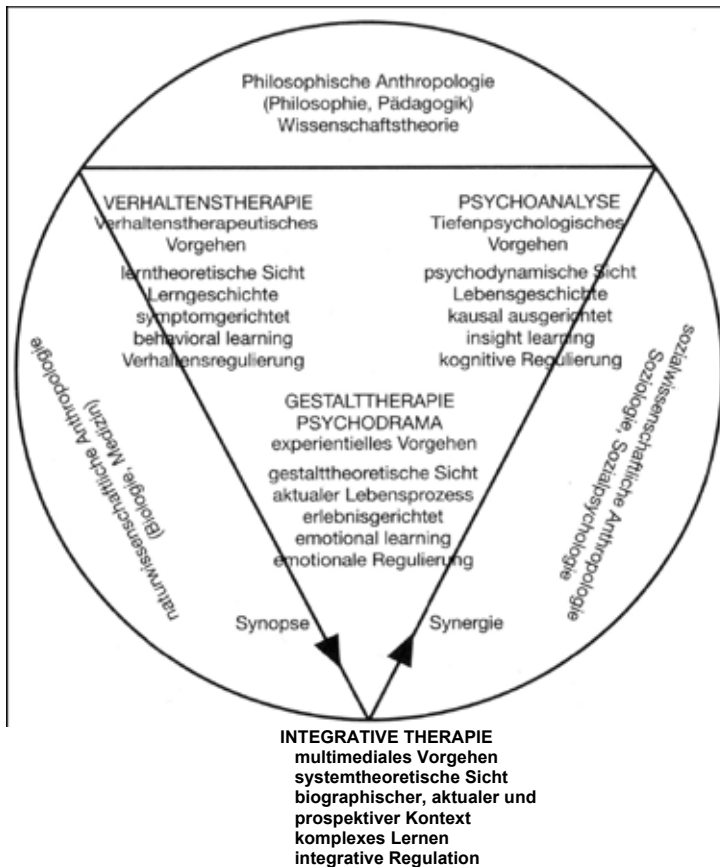 Philosophische Anthropologie
(Philosophie, Pädagogik)
Wissenschaftstheorie
VERHALTENSTHERAPIE
Verhaltenstherapeutisches
Vorgehen
lerntheoretische Sicht
Lerngeschichte
symptomgerichtet
behavioral learning
Verhaltensregulierung
PSYCHOANALYSE
Tiefenpsychologisches
Vorgehen
psychodynamische Sicht
Lebensgeschichte
kausal ausgerichtet
insight learning
kognitive Regulierung
GESTALTTHERAPIE
PSYCHODRAMA
experientielles Vorgehen
gestalttheoretische Sicht
aktualer Lebensprozess
erlebnisgerichtet
emotional learning
emotionale Regulierung
naturwissenschaftliche Anthropologie
(Biologie, Medizin)
sozialwissenschaftliche Anthropologie
Soziologie, Sozialpsychologie
Synopse
Synergie
INTEGRATIVE THERAPIE
multimediales Vorgehen
systemtheoretische Sicht
biographischer, aktualer und
prospektiver Kontext
komplexes Lernen
integrative Regulation